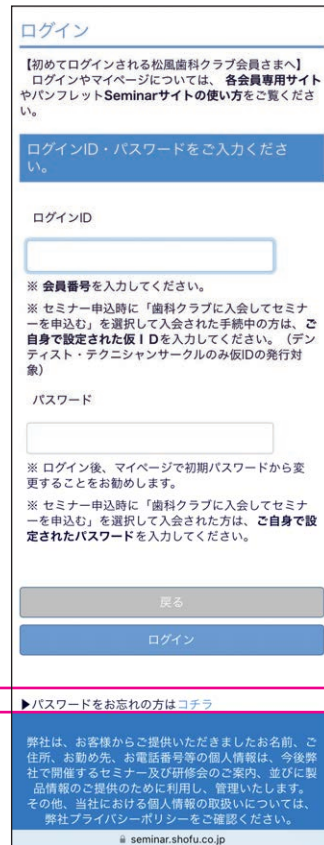 ログイン
【初めてログインされる松風歯科クラブ会員さまへ】
ログインやマイページについては、 各会員専用サイト
やパンフレットSeminarサイトの使い方をご覧くださ
い。
ログインID・パスワードをご入力くださ
い。
ログインID
※ 会員番号を入力してください。
※ セミナー申込時に「歯科クラブに入会してセミナ
ーを申込む」を選択して入会された手続中の方は、ご
自身で設定された仮ＩＤを入力してください。（デン
ティスト・テクニシャンサークルのみ仮IDの発行対
象）
パスワード
※ ログイン後、マイページで初期パスワードから変
更することをお勧めします。
※ セミナー申込時に「歯科クラブに入会してセミナ
ーを申込む」を選択して入会された方は、ご自身で設
定されたパスワードを入力してください。
戻る
ログイン
▶パスワードをお忘れの方はコチラ
弊社は、お客様からご提供いただきましたお名前、ご
住所、お勤め先、お電話番号等の個人情報は、今後弊
社で開催するセミナー及び研修会のご案内、並びに製
品情報のご提供のために利用し、管理いたします。
その他、当社における個人情報の取扱いについては、
弊社プライバシーポリシーをご確認ください。
seminar.shofu.co.jp